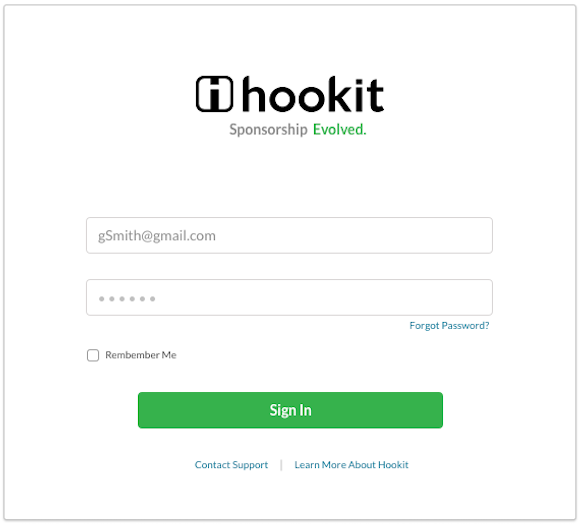 hookit
Sponsorship Evolved.
gSmith@gmail.com
••••••
Forgot Password?
Rembember Me
Sign In
Contact Support | Learn More About Hookit